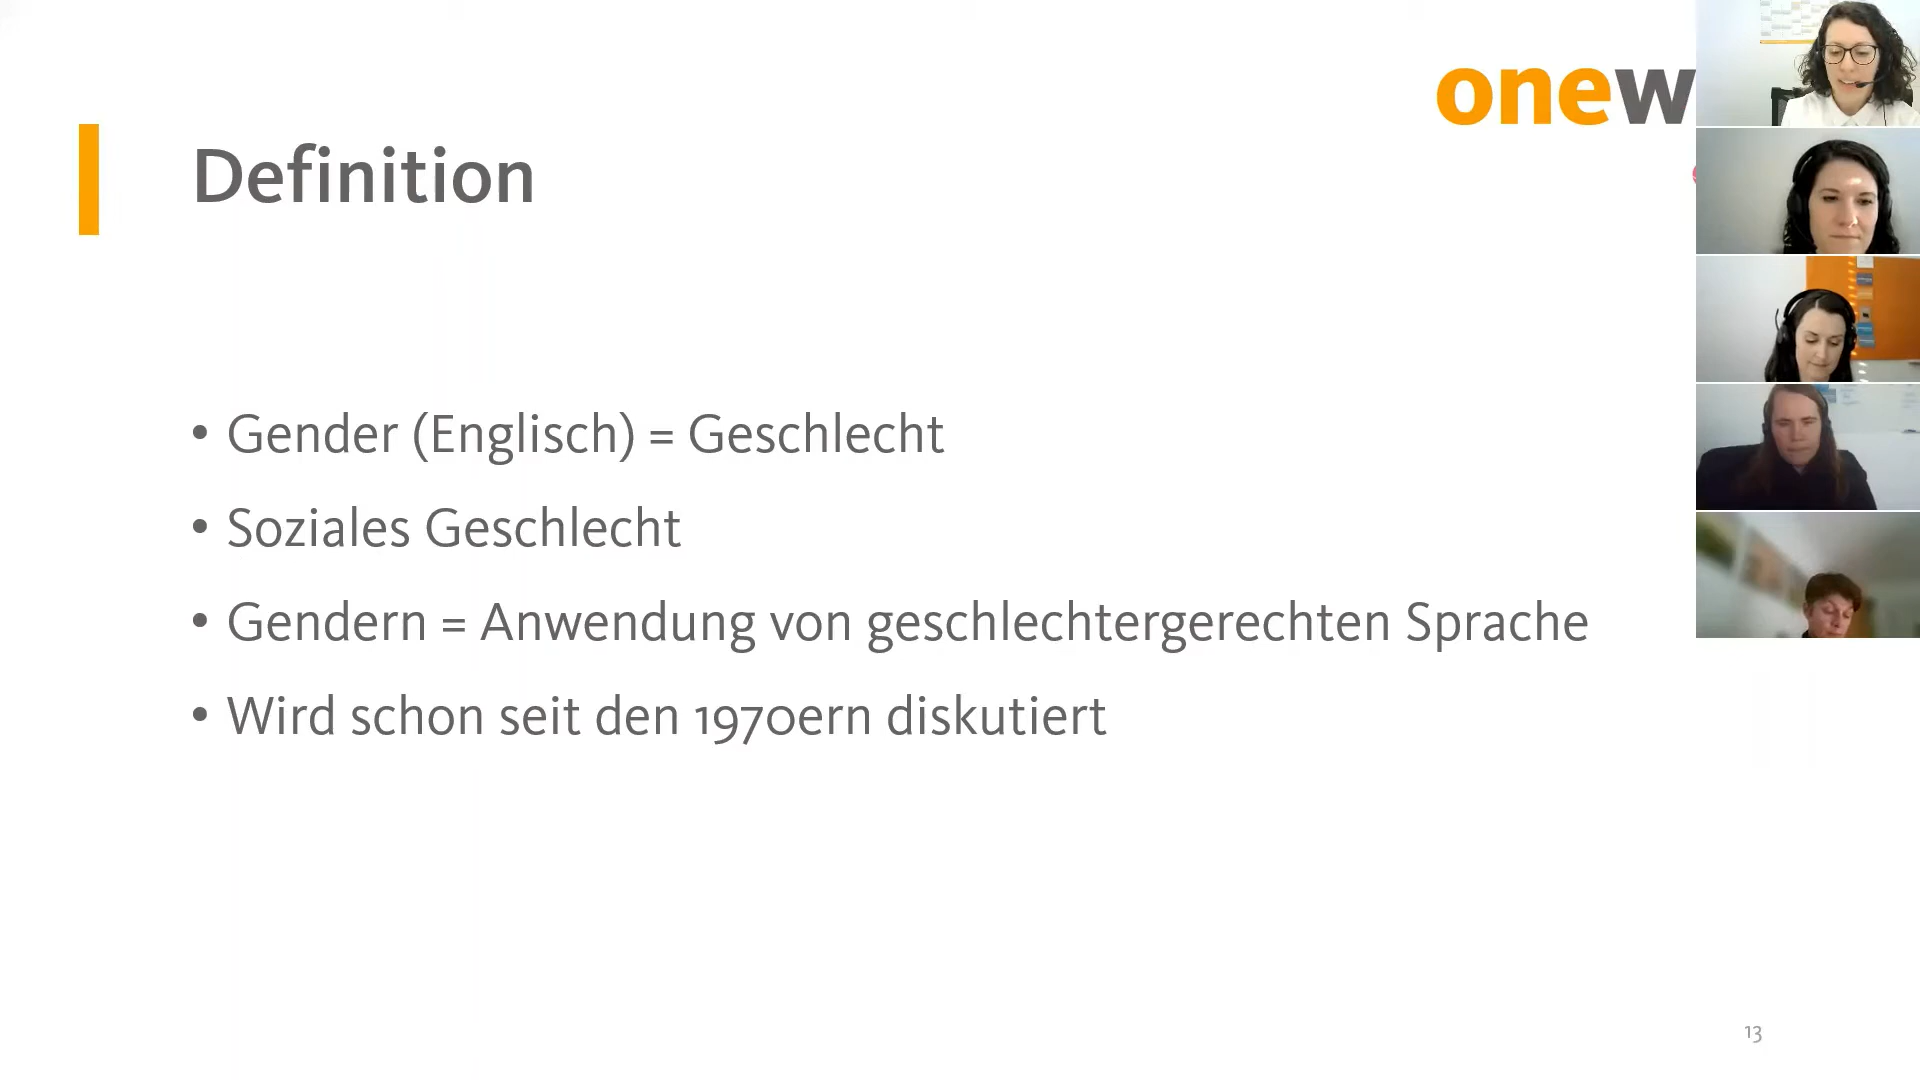 onew
Definition
• Gender (Englisch) = Geschlecht
• Soziales Geschlecht
• Gendern = Anwendung von geschlechtergerechten Sprache
• Wird schon seit den 1970ern diskutiert
13